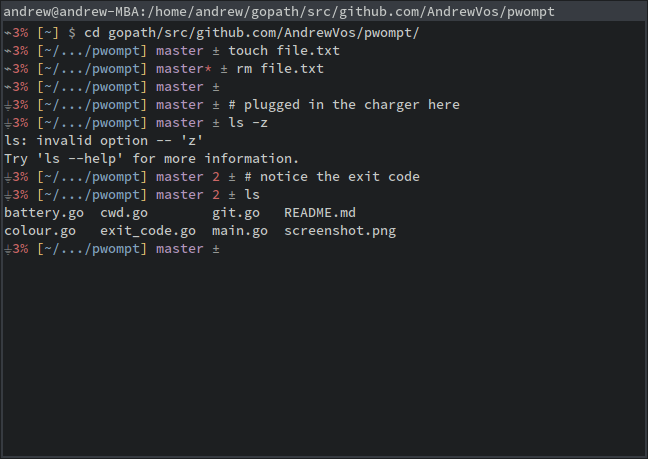 andrew@andrew-MBA:/home/andrew/gopath/src/github.com/AndrewVos/pwompt
⌁3% [~] $ cd gopath/src/github.com/AndrewVos/pwompt/
⌁3% [~/.../pwompt] master ± touch file.txt
⌁3% [~/.../pwompt] master* ± rm file.txt
⌁3% [~/.../pwompt] master ±
⏚3% [~/.../pwompt] master ± # plugged in the charger here
⏚3% [~/.../pwompt] master ± ls -z
ls: invalid option -- 'z'
Try 'ls --help' for more information.
⏚3% [~/.../pwompt] master 2 ± # notice the exit code
⏚3% [~/.../pwompt] master 2 ± ls
battery.go  cwd.go        git.go   README.md
colour.go   exit_code.go  main.go  screenshot.png
⏚3% [~/.../pwompt] master ±